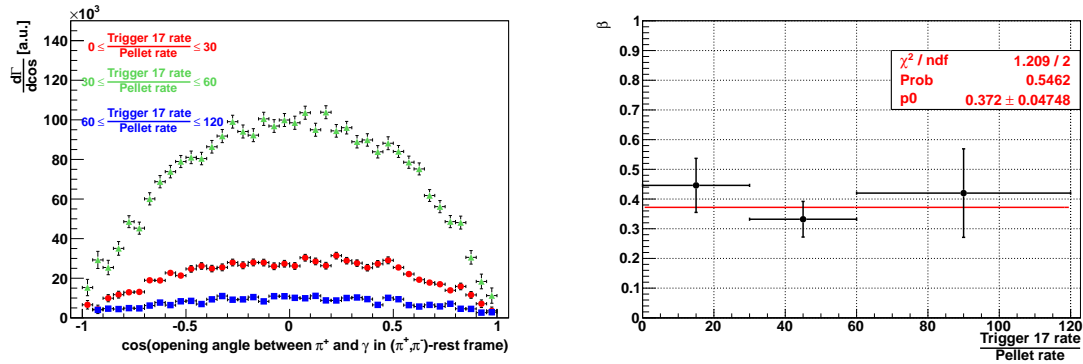 ×10³
dΓ/dcos [a.u.]
140
120
100
80
60
40
20
0
0 ≤ Trigger 17 rate / Pellet rate ≤ 30
30 ≤ Trigger 17 rate / Pellet rate ≤ 60
60 ≤ Trigger 17 rate / Pellet rate ≤ 120
-1 -0.5 0 0.5 1
cos(opening angle between π⁺ and γ in (π⁺,π⁻)-rest frame)
β
1
0.9
0.8
0.7
0.6
0.5
0.4
0.3
0.2
0.1
0
χ² / ndf 1.209 / 2
Prob 0.5462
p0 0.372 ± 0.04748
0 20 40 60 80 100 120
Trigger 17 rate
Pellet rate